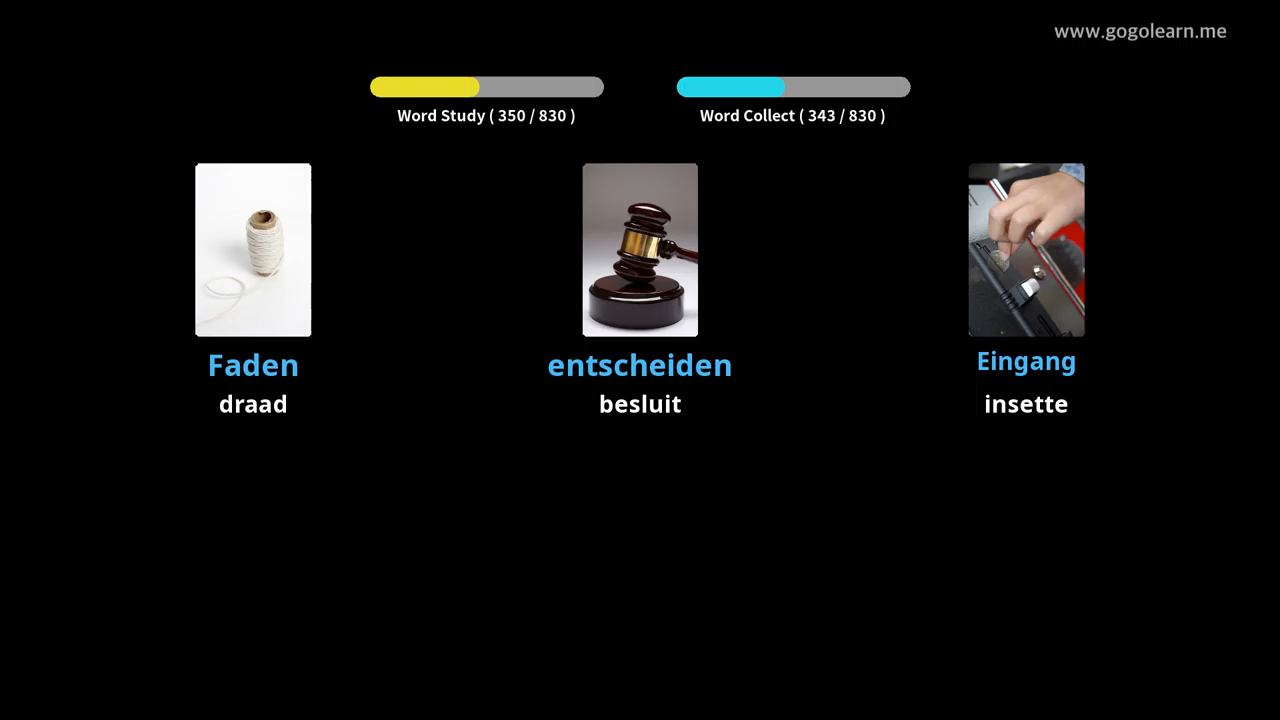 www.gogolearn.me
Word Study ( 350 / 830 )
Word Collect ( 343 / 830 )
Faden
draad
entscheiden
besluit
Eingang
insette